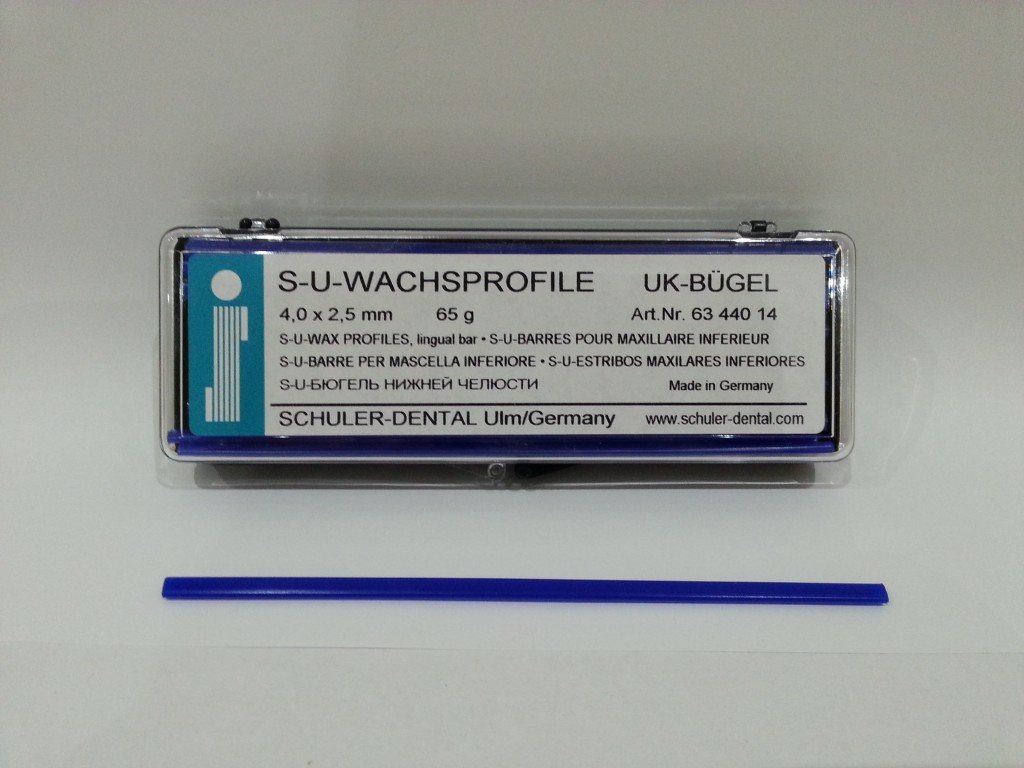 S-U-WACHSPROFILE UK-BÜGEL
4,0 x 2,5 mm 65 g Art.Nr. 63 440 14
S-U-WAX PROFILES, lingual bar • S-U-BARRES POUR MAXILLAIRE INFERIEUR
S-U-BARRE PER MASCELLA INFERIORE • S-U-ESTRIBOS MAXILARES INFERIORES
S-U-БЮГЕЛЬ НИЖНЕЙ ЧЕЛЮСТИ Made in Germany
SCHULER-DENTAL Ulm/Germany www.schuler-dental.com